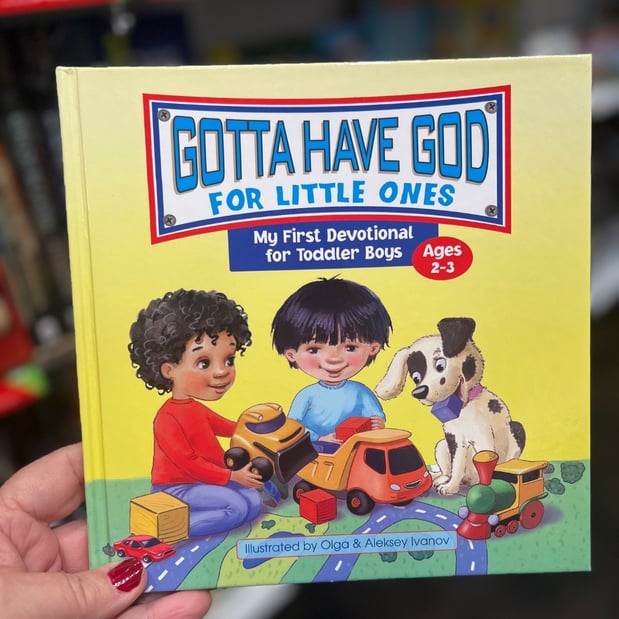 GOTTA HAVE GOD
FOR LITTLE ONES
My First Devotional
for Toddler Boys
Ages
2-3
Illustrated by Olga & Aleksey Ivanov